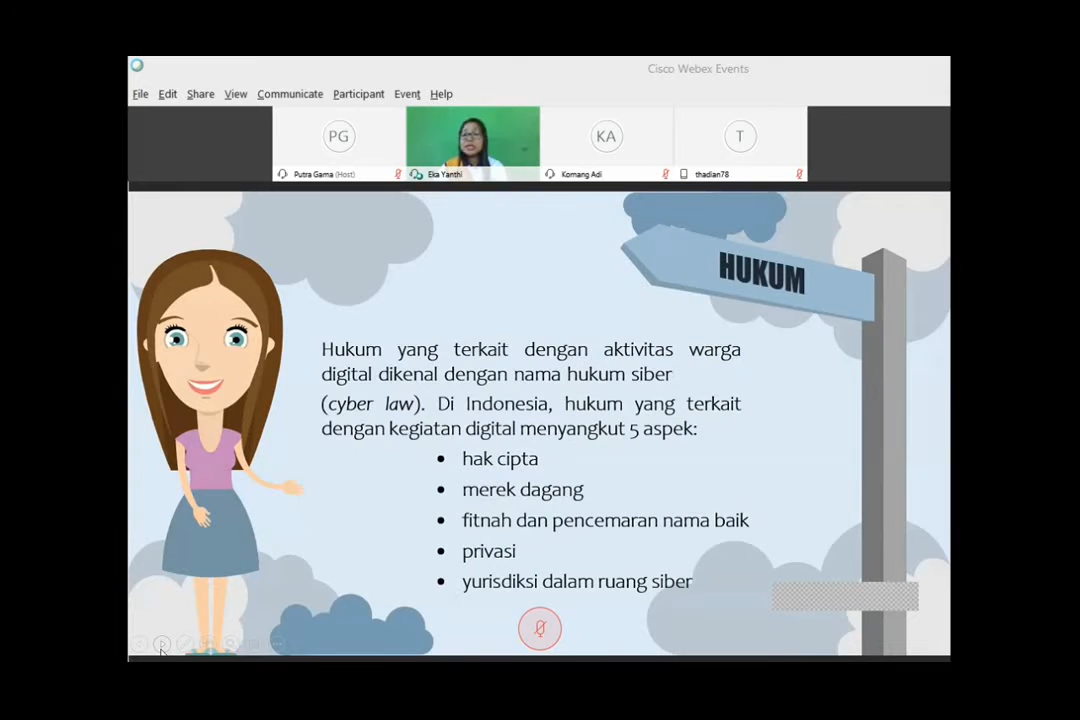 Cisco Webex Events
File Edit Share View Communicate Participant Event Help
PG KA T
Putra Gama (Host) Eka Yanthi Komang Adi thadian78
HUKUM
Hukum yang terkait dengan aktivitas warga
digital dikenal dengan nama hukum siber
(cyber law). Di Indonesia, hukum yang terkait
dengan kegiatan digital menyangkut 5 aspek:
• hak cipta
• merek dagang
• fitnah dan pencemaran nama baik
• privasi
• yurisdiksi dalam ruang siber